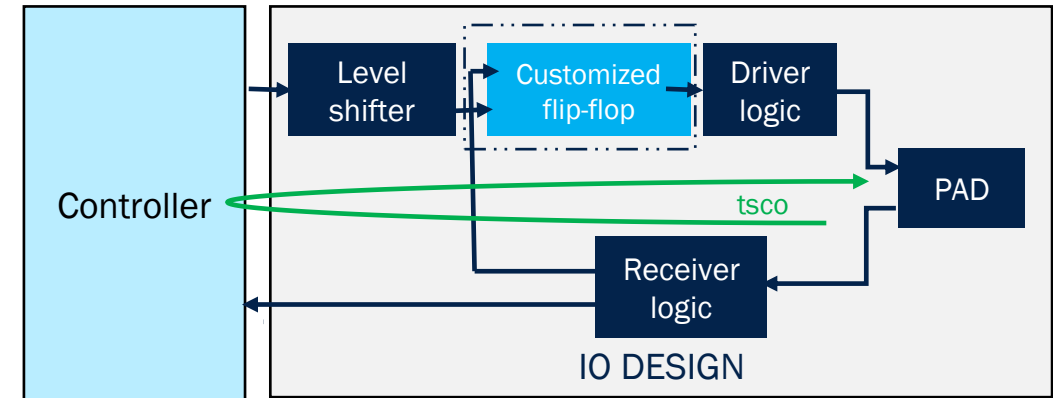 Level
shifter
Customized
flip-flop
Driver
logic
Controller
PAD
tsco
Receiver
logic
IO DESIGN